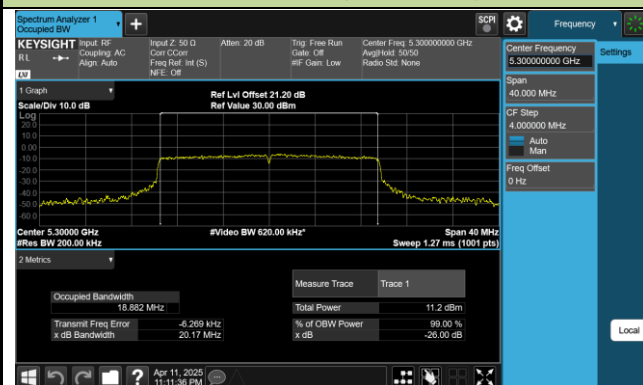 Spectrum Analyzer 1
Occupied BW
SCPI
Frequency
KEYSIGHT
Input: RF
Coupling: AC
Align: Auto
Input Z: 50 Ω
Corr CCorr
Freq Ref: Int (S)
NFE: Off
Atten: 20 dB
Trig: Free Run
Gate: Off
#IF Gain: Low
Center Freq: 5.300000000 GHz
Avg|Hold: 50/50
Radio Std: None
RL
LXI
Center Frequency
5.300000000 GHz
Settings
Span
40.000 MHz
CF Step
4.000000 MHz
Auto
Man
Freq Offset
0 Hz
1 Graph
Scale/Div 10.0 dB
Ref Lvl Offset 21.20 dB
Ref Value 30.00 dBm
Log
20.0
10.0
0.00
-10.0
-20.0
-30.0
-40.0
-50.0
-60.0
Center 5.30000 GHz
#Video BW 620.00 kHz*
Span 40 MHz
#Res BW 200.00 kHz
Sweep 1.27 ms (1001 pts)
2 Metrics
Measure Trace Trace 1
Occupied Bandwidth
18.882 MHz
Total Power 11.2 dBm
Transmit Freq Error -6.269 kHz
% of OBW Power 99.00 %
x dB Bandwidth 20.17 MHz
x dB -26.00 dB
Local
?
Apr 11, 2025
11:11:36 PM